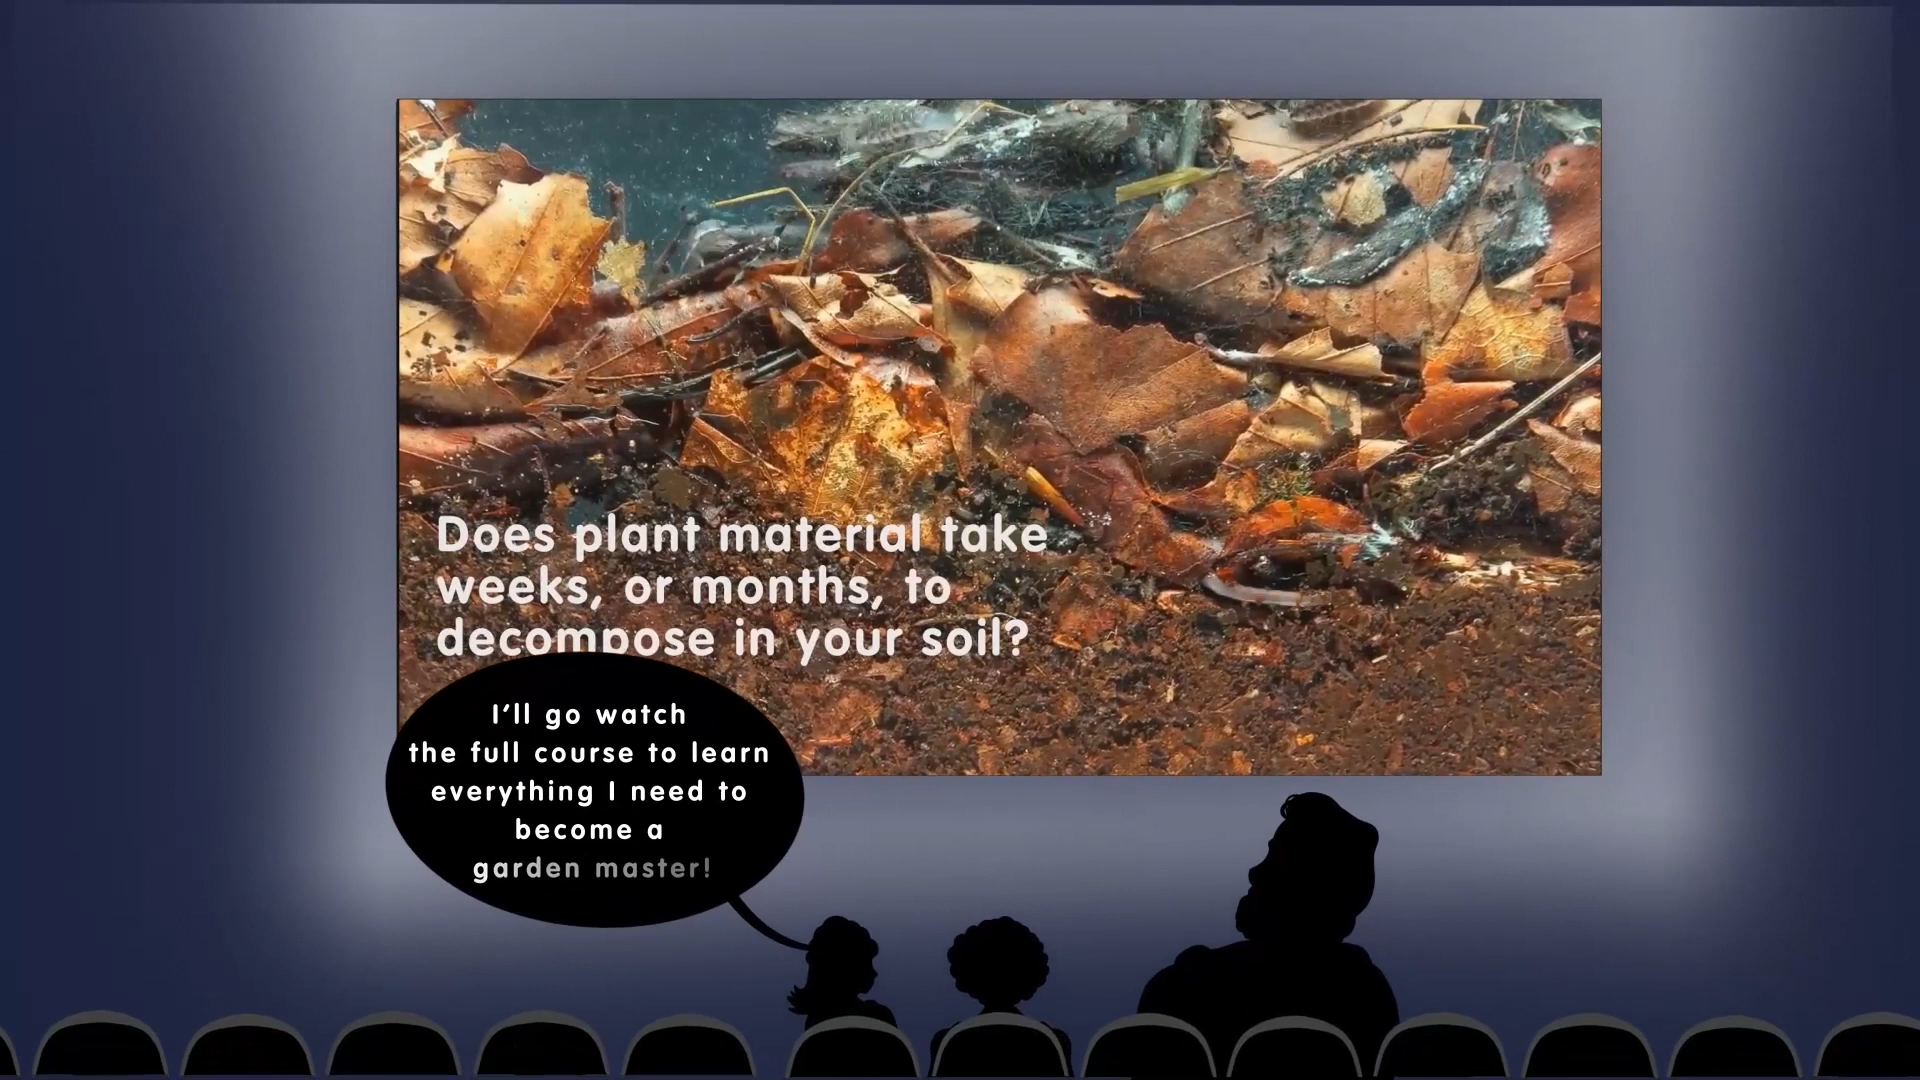 Does plant material take
weeks, or months, to
decompose in your soil?
I'll go watch
the full course to learn
everything I need to
become a
garden master!